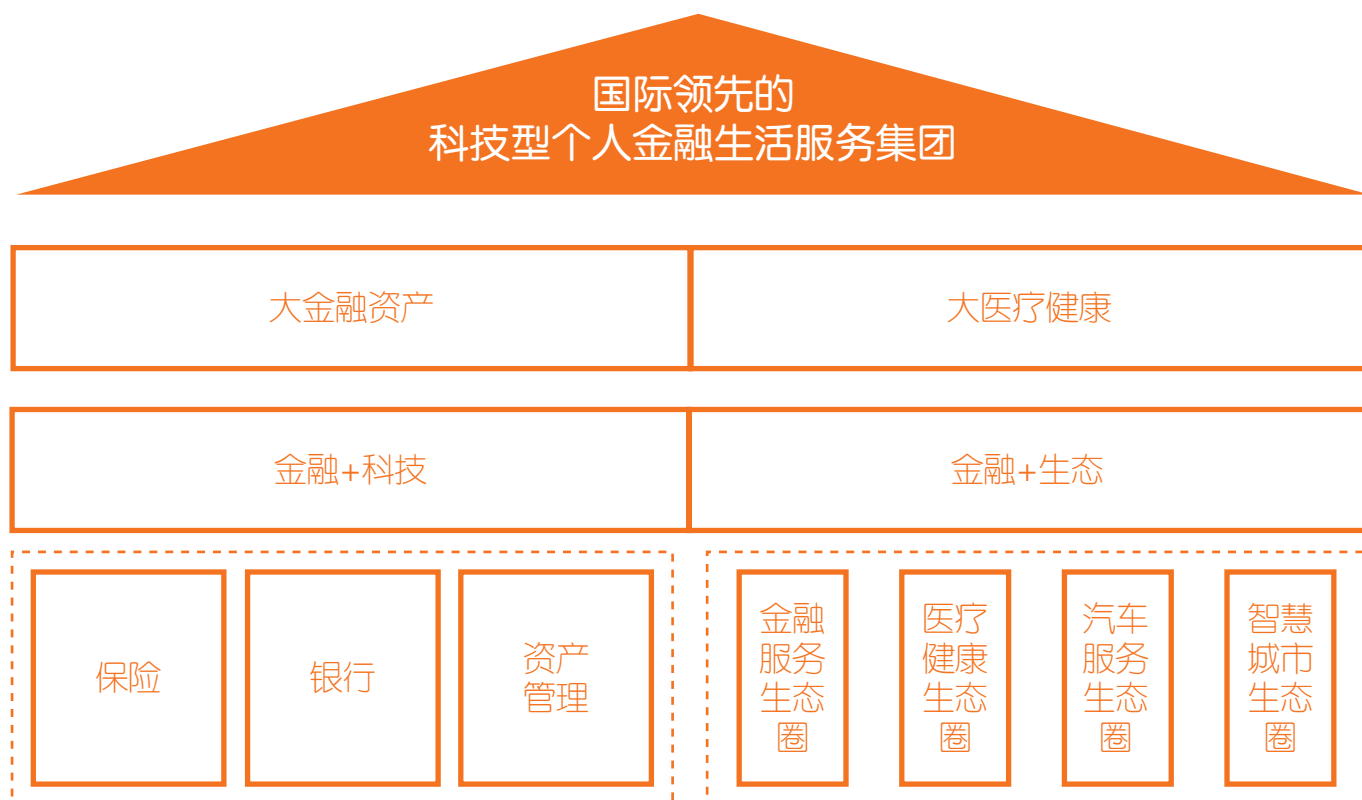 国际领先的
科技型个人金融生活服务集团
大金融资产
大医疗健康
金融+科技
金融+生态
保险
银行
资产
管理
金融
服务
生态
圈
医疗
健康
生态
圈
汽车
服务
生态
圈
智慧
城市
生态
圈